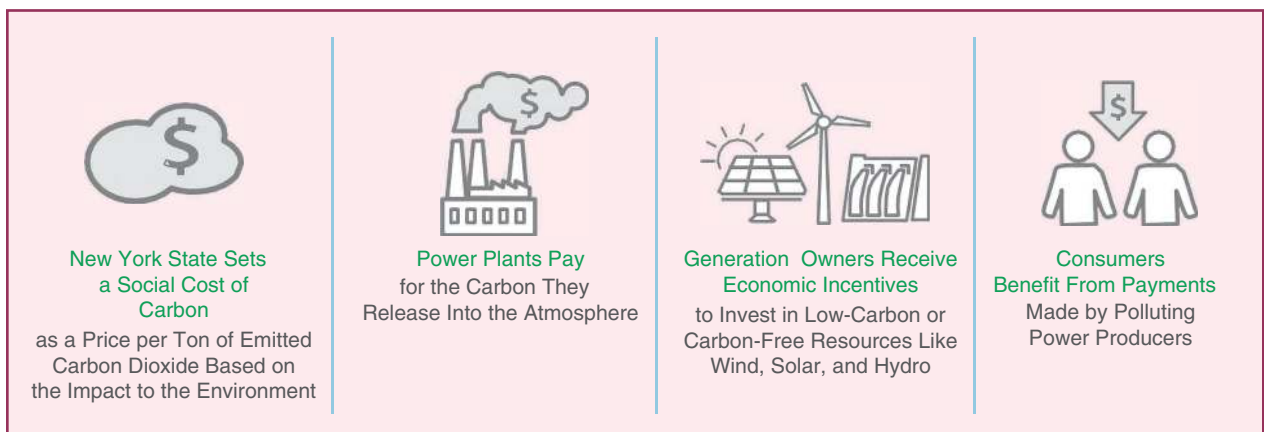 $
New York State Sets
a Social Cost of
Carbon
as a Price per Ton of Emitted
Carbon Dioxide Based on
the Impact to the Environment
$
Power Plants Pay
for the Carbon They
Release Into the Atmosphere
Generation Owners Receive
Economic Incentives
to Invest in Low-Carbon or
Carbon-Free Resources Like
Wind, Solar, and Hydro
$
Consumers
Benefit From Payments
Made by Polluting
Power Producers